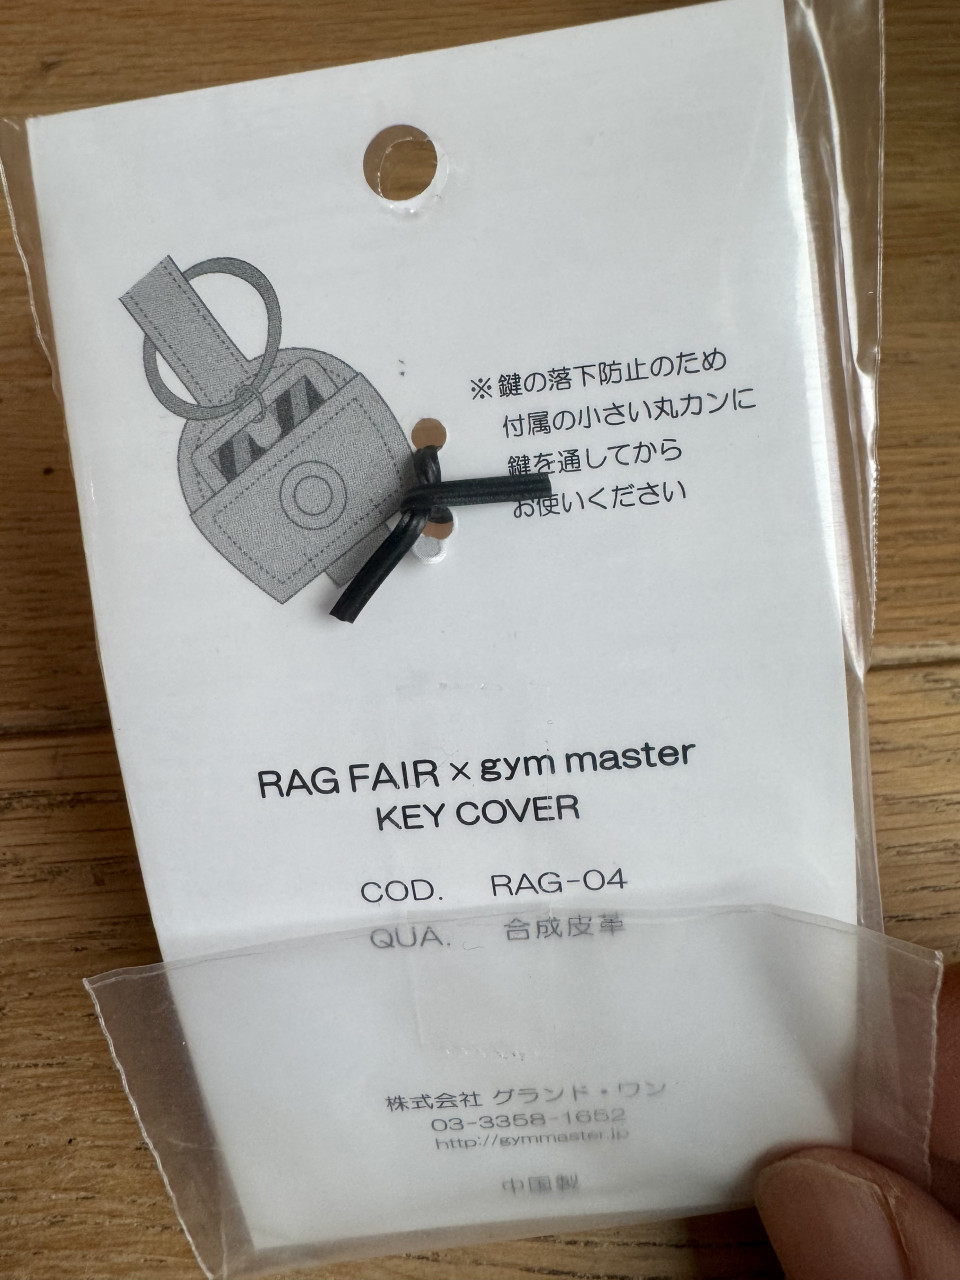 ※鍵の落下防止のため
付属の小さい丸カンに
鍵を通してから
お使いください
RAG FAIR × gym master
KEY COVER
COD. RAG-04
QUA. 合成皮革
株式会社 グランド・ワン
03-3358-1652
http://gymmaster.jp
中国製